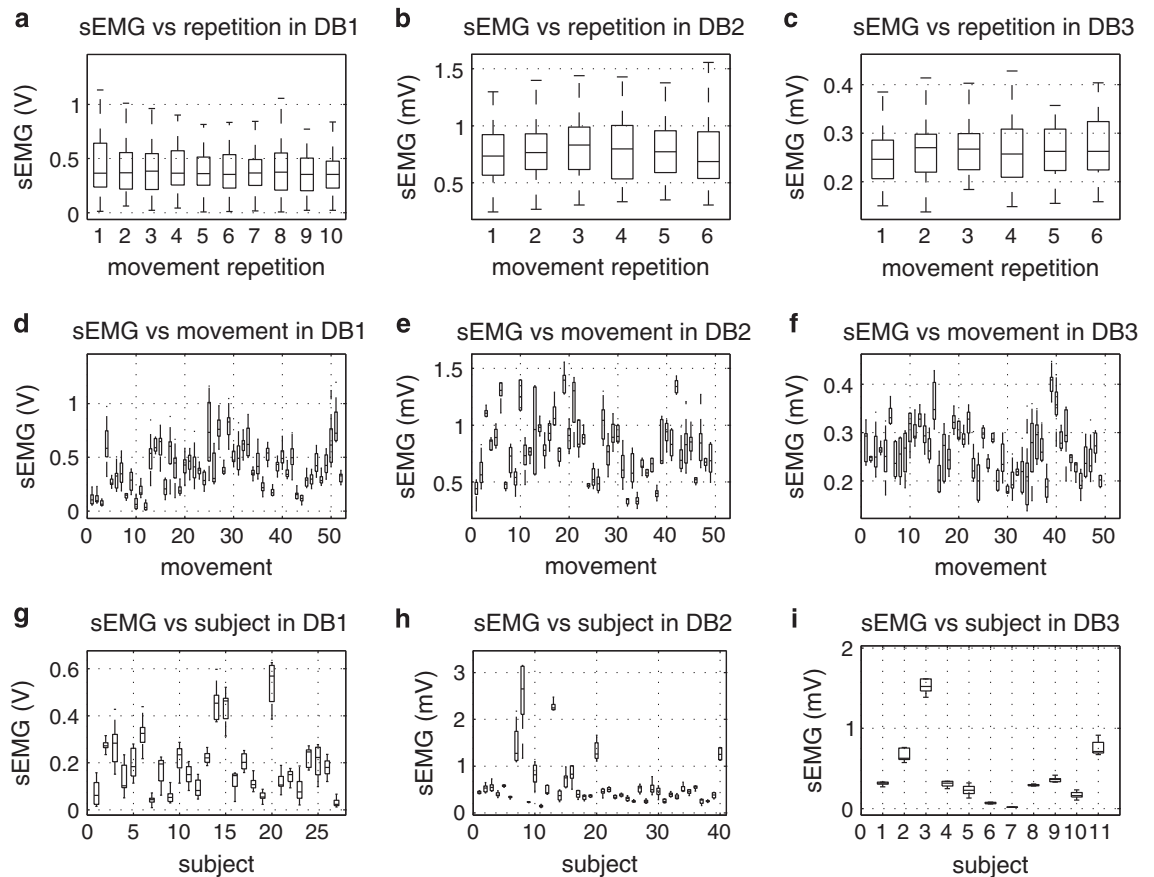 a
sEMG vs repetition in DB1
sEMG (V)
1
0.5
0
1 2 3 4 5 6 7 8 9 10
movement repetition
b
sEMG vs repetition in DB2
sEMG (mV)
1.5
1
0.5
1 2 3 4 5 6
movement repetition
c
sEMG vs repetition in DB3
sEMG (mV)
0.4
0.3
0.2
1 2 3 4 5 6
movement repetition
d
sEMG vs movement in DB1
sEMG (V)
1
0.5
0
0 10 20 30 40 50
movement
e
sEMG vs movement in DB2
sEMG (mV)
1.5
1
0.5
0 10 20 30 40 50
movement
f
sEMG vs movement in DB3
sEMG (mV)
0.4
0.3
0.2
0 10 20 30 40 50
movement
g
sEMG vs subject in DB1
sEMG (V)
0.6
0.4
0.2
0
0 5 10 15 20 25
subject
h
sEMG vs subject in DB2
sEMG (mV)
3
2
1
0
0 10 20 30 40
subject
i
sEMG vs subject in DB3
sEMG (mV)
2
1
0
0 1 2 3 4 5 6 7 8 9 10 11
subject